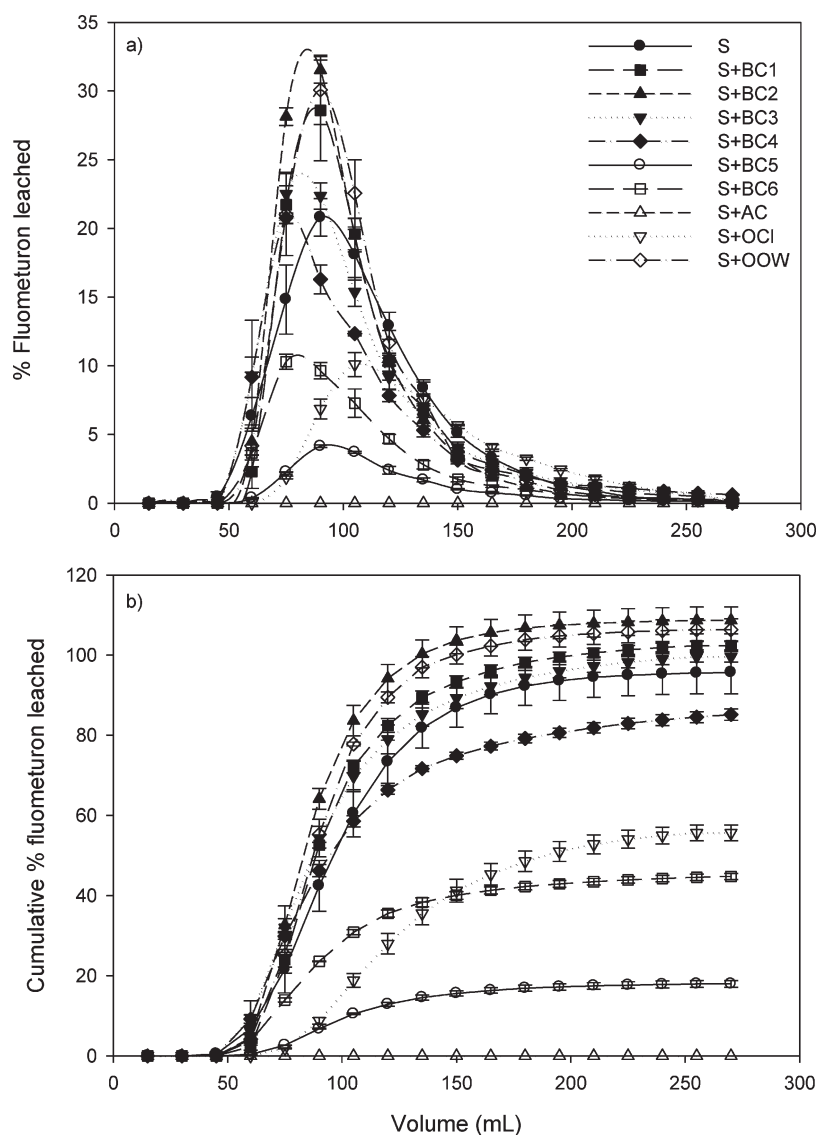 a)
35
30
25
20
15
10
5
0
% Fluometuron leached
S
S+BC1
S+BC2
S+BC3
S+BC4
S+BC5
S+BC6
S+AC
S+OCl
S+OOW
0 50 100 150 200 250 300
b)
120
100
80
60
40
20
0
Cumulative % fluometuron leached
0 50 100 150 200 250 300
Volume (mL)